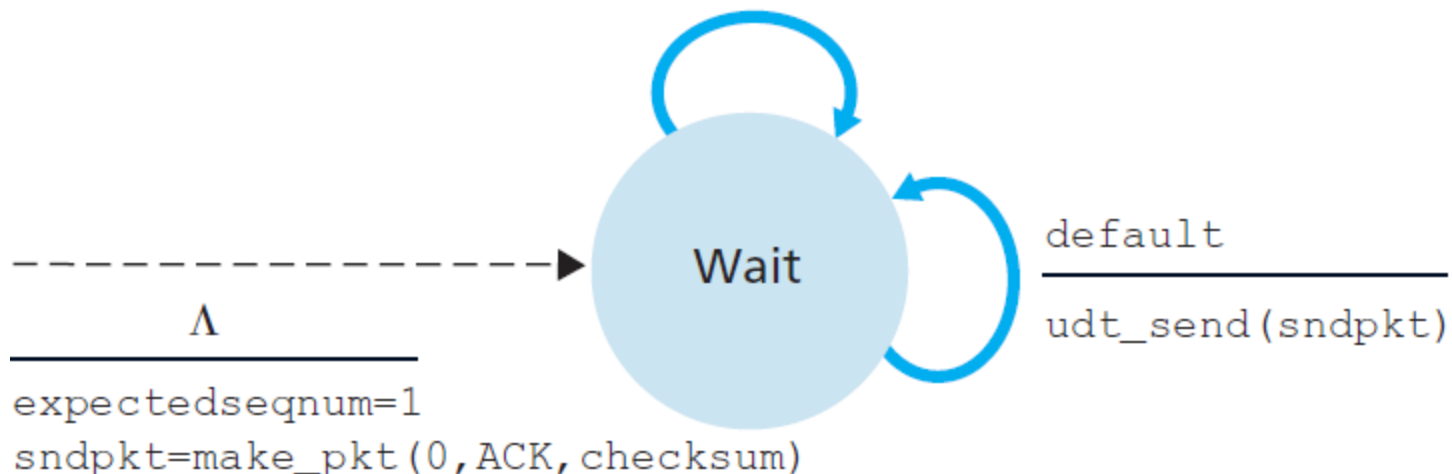 Wait
default
udt_send(sndpkt)
Λ
expectedseqnum=1
sndpkt=make_pkt(0,ACK,checksum)